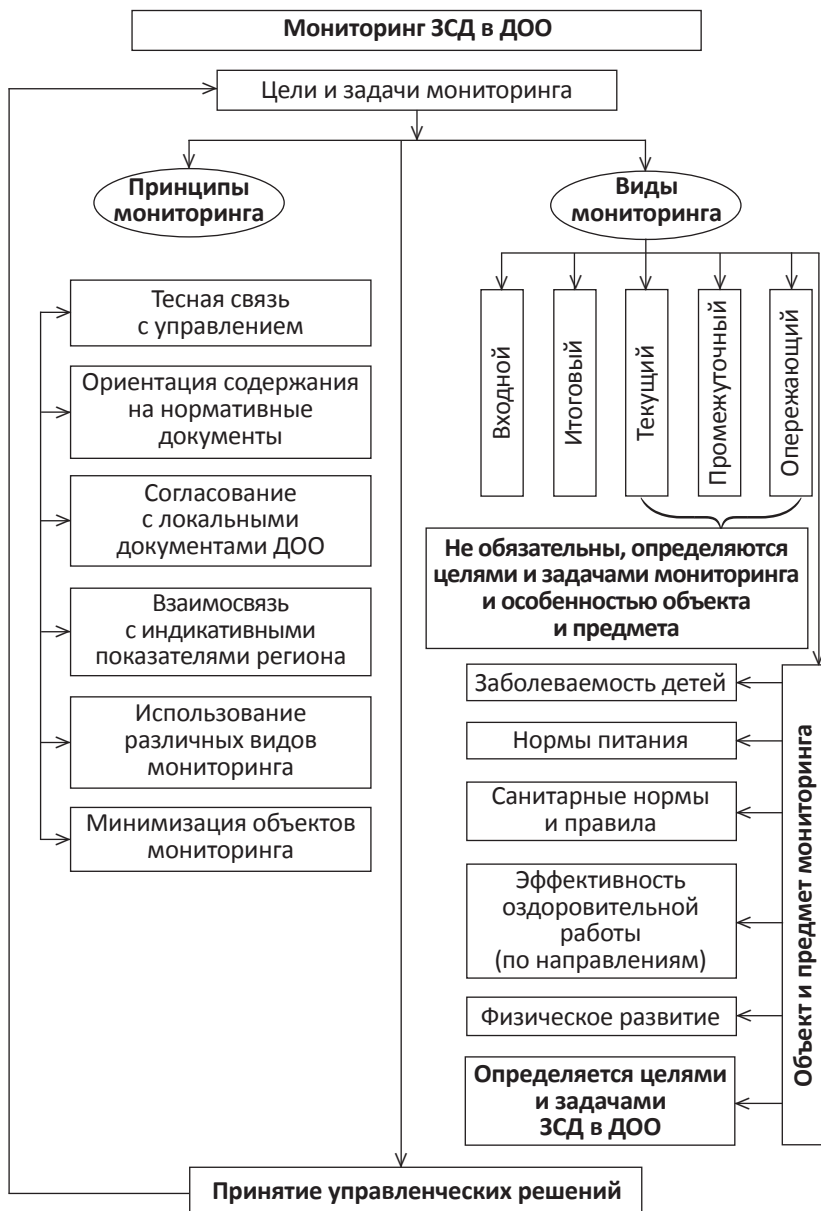 Мониторинг ЗСД в ДОО
Цели и задачи мониторинга
Принципы
мониторинга
Виды
мониторинга
Тесная связь
с управлением
Ориентация содержания
на нормативные
документы
Согласование
с локальными
документами ДОО
Взаимосвязь
с индикативными
показателями региона
Использование
различных видов
мониторинга
Минимизация объектов
мониторинга
Входной
Итоговый
Текущий
Промежуточный
Опережающий
Не обязательны, определяются
целями и задачами мониторинга
и особенностью объекта
и предмета
Объект и предмет мониторинга
Заболеваемость детей
Нормы питания
Санитарные нормы
и правила
Эффективность
оздоровительной
работы
(по направлениям)
Физическое развитие
Определяется целями
и задачами
ЗСД в ДОО
Принятие управленческих решений